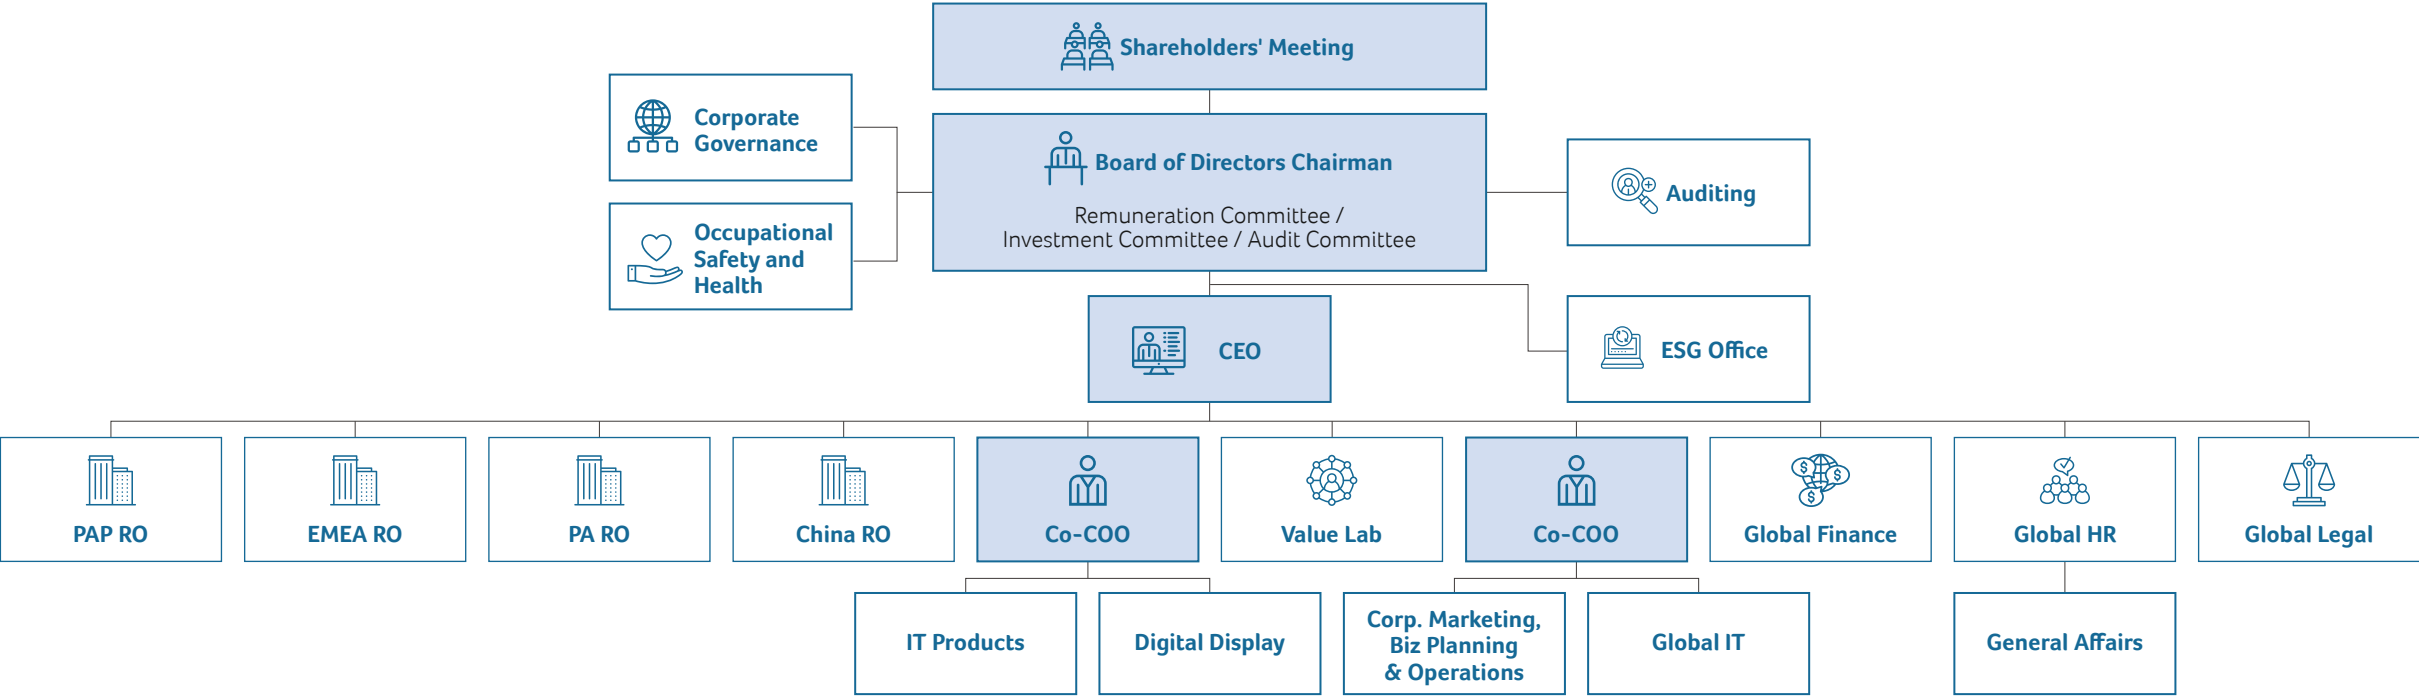 Shareholders' Meeting
Corporate
Governance
Board of Directors Chairman
Remuneration Committee /
Investment Committee / Audit Committee
Auditing
Occupational
Safety and
Health
CEO
ESG Office
PAP RO
EMEA RO
PA RO
China RO
Co-COO
Value Lab
Co-COO
Global Finance
Global HR
Global Legal
IT Products
Digital Display
Corp. Marketing,
Biz Planning
& Operations
Global IT
General Affairs